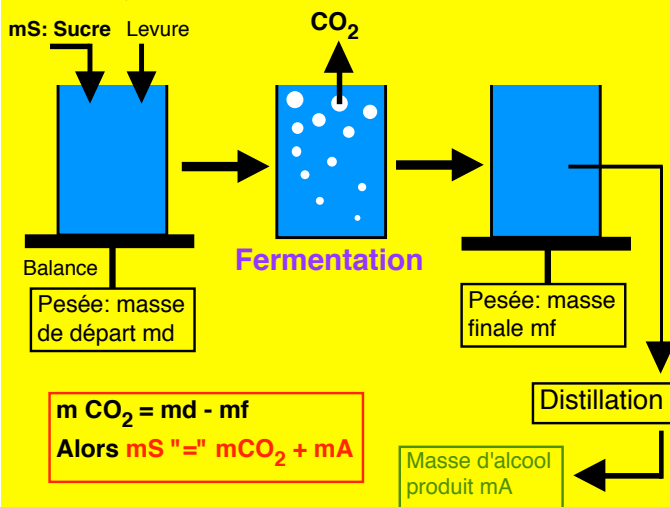 mS: Sucre Levure
CO2
Balance
Pesée: masse
de départ md
Fermentation
Pesée: masse
finale mf
m CO2 = md - mf
Alors mS "=" mCO2 + mA
Distillation
Masse d'alcool
produit mA